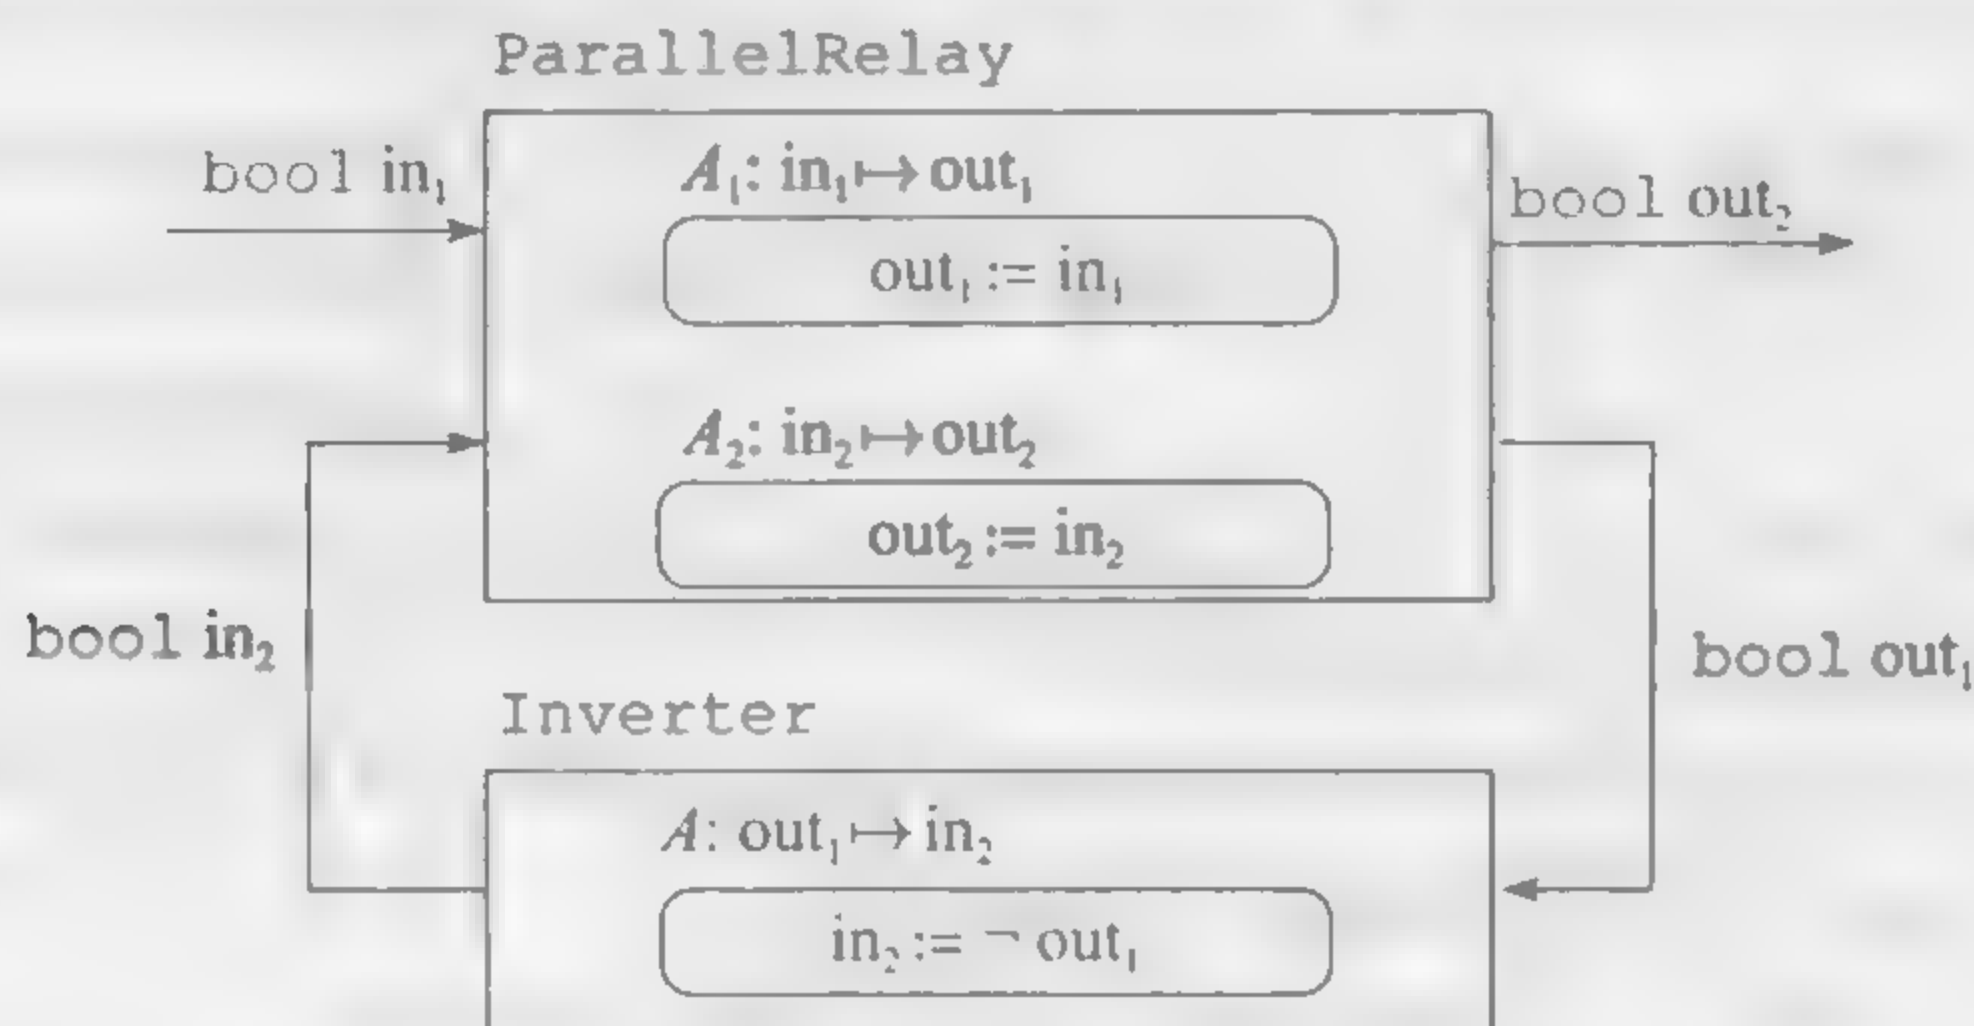 ParallelRelay
bool in₁
A₁: in₁ ↦ out₁
bool out₂
out₁ := in₁
A₂: in₂ ↦ out₂
out₂ := in₂
bool in₂
bool out₁
Inverter
A: out₁ ↦ in₂
in₂ := ¬ out₁